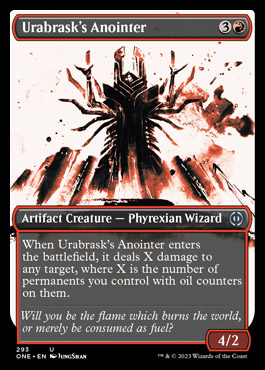 Urabrask's Anointer 3
Artifact Creature — Phyrexian Wizard
When Urabrask's Anointer enters
the battlefield, it deals X damage to
any target, where X is the number of
permanents you control with oil counters
on them.
Will you be the flame which burns the world,
or merely be consumed as fuel?
4/2
293 U
ONE • EN JungShan ™ & © 2023 Wizards of the Coast